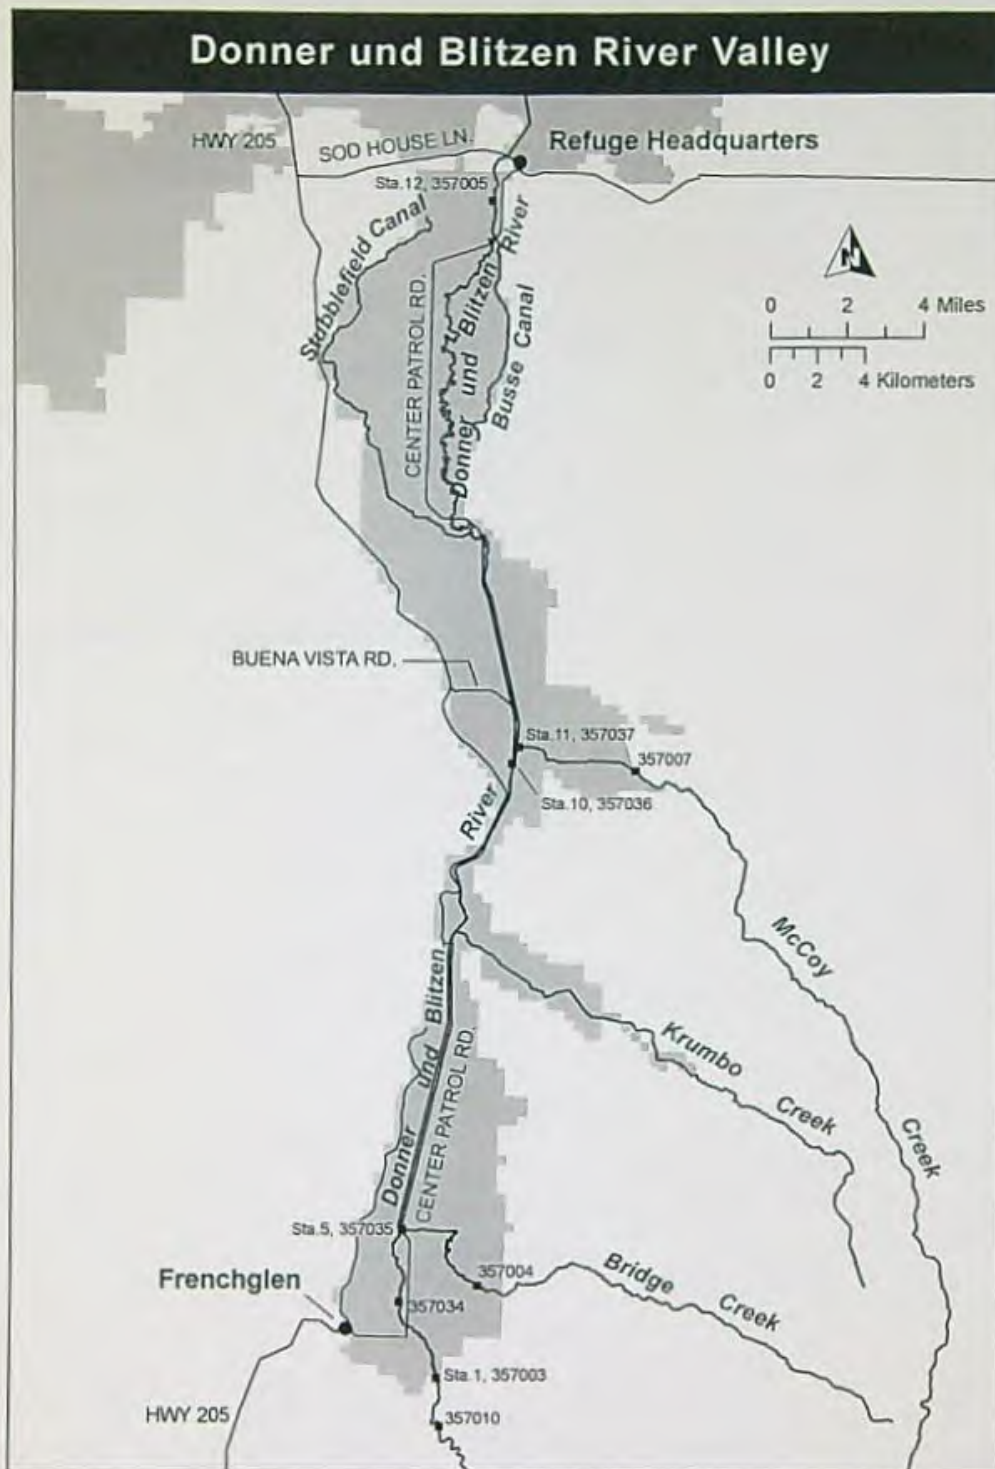 Donner und Blitzen River Valley
HWY 205
SOD HOUSE LN.
Refuge Headquarters
Sta.12, 357005
Stubblefield Canal
CENTER PATROL RD.
Donner und Blitzen River
Busse Canal
N
0 2 4 Miles
0 2 4 Kilometers
BUENA VISTA RD.
Sta.11, 357037
357007
Sta.10, 357036
Donner und Blitzen River
McCoy Creek
Krumbo Creek
CENTER PATROL RD.
Sta.5, 357035
357004
Bridge Creek
Frenchglen
357034
Sta.1, 357003
HWY 205
357010